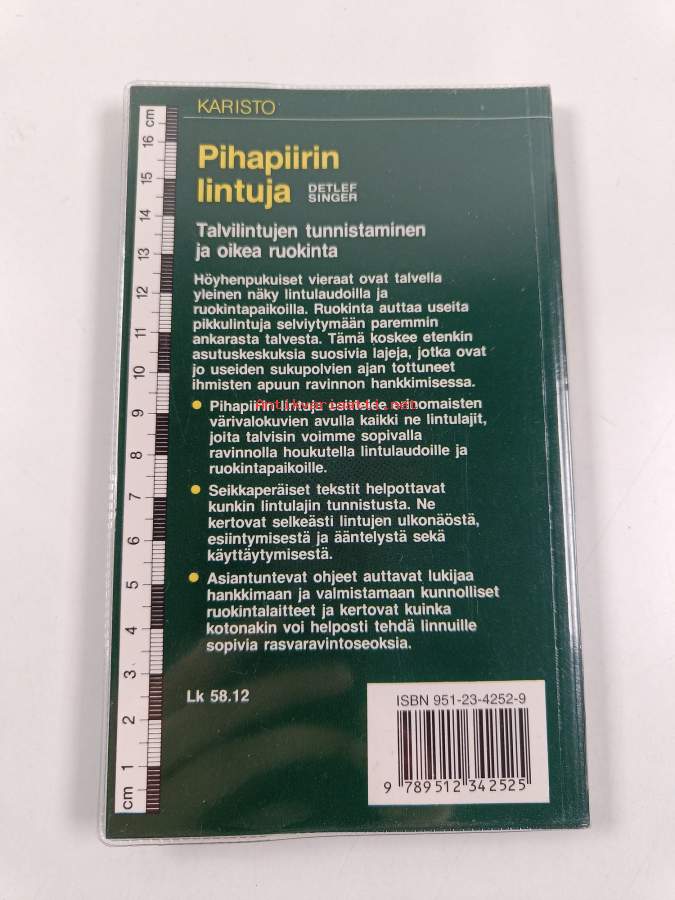 KARISTO
Pihapiirin
lintuja
DETLEF
SINGER
Talvilintujen tunnistaminen
ja oikea ruokinta
Höyhenpukuiset vieraat ovat talvella
yleinen näky lintulaudoilla ja
ruokintapaikoilla. Ruokinta auttaa useita
pikkulintuja selviytymään paremmin
ankarasta talvesta. Tämä koskee etenkin
asutuskeskuksia suosivia lajeja, jotka ovat
jo useiden sukupolvien ajan tottuneet
ihmisten apuun ravinnon hankkimisessa.
Pihapiirin lintuja esittelee erinomaisten
värivalokuvien avulla kaikki ne lintulajit,
joita talvisin voimme sopivalla
ravinnolla houkutella lintulaudoille ja
ruokintapaikoille.
Seikkaperäiset tekstit helpottavat
kunkin lintulajin tunnistusta. Ne
kertovat selkeästi lintujen ulkonäöstä,
esiintymisestä ja ääntelystä sekä
käyttäytymisestä.
Asiantuntevat ohjeet auttavat lukijaa
hankkimaan ja valmistamaan kunnolliset
ruokintalaitteet ja kertovat kuinka
kotonakin voi helposti tehdä linnuille
sopivia rasvaravintoseoksia.
Lk 58.12
ISBN 951-23-4252-9
9 789512 342525
cm 1 2 3 4 5 6 7 8 9 10 11 12 13 14 15 16 cm